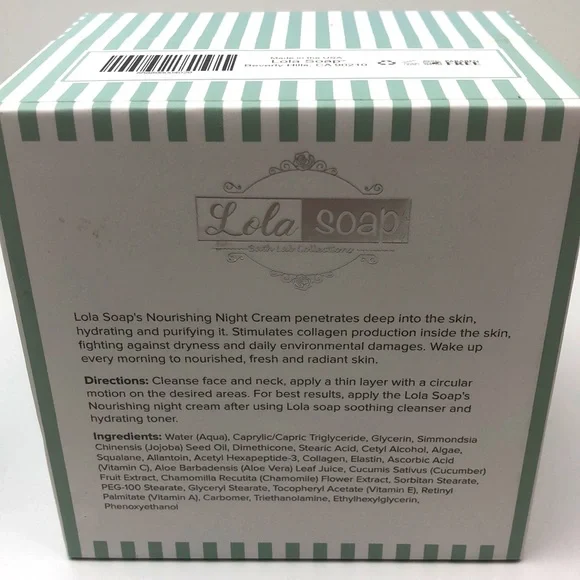 Made in the USA
Lola Soap
Beverly Hills, CA 90210
FREE
Lola soap
Bath Lab Collections
Lola Soap's Nourishing Night Cream penetrates deep into the skin,
hydrating and purifying it. Stimulates collagen production inside the skin,
fighting against dryness and daily environmental damages. Wake up
every morning to nourished, fresh and radiant skin.
Directions: Cleanse face and neck, apply a thin layer with a circular
motion on the desired areas. For best results, apply the Lola Soap's
Nourishing night cream after using Lola soap soothing cleanser and
hydrating toner.
Ingredients: Water (Aqua), Caprylic/Capric Triglyceride, Glycerin, Simmondsia
Chinensis (Jojoba) Seed Oil, Dimethicone, Stearic Acid, Cetyl Alcohol, Algae,
Squalane, Allantoin, Acetyl Hexapeptide-3, Collagen, Elastin, Ascorbic Acid
(Vitamin C), Aloe Barbadensis (Aloe Vera) Leaf Juice, Cucumis Sativus (Cucumber)
Fruit Extract, Chamomilla Recutita (Chamomile) Flower Extract, Sorbitan Stearate,
PEG-100 Stearate, Glyceryl Stearate, Tocopheryl Acetate (Vitamin E), Retinyl
Palmitate (Vitamin A), Carbomer, Triethanolamine, Ethylhexylglycerin,
Phenoxyethanol